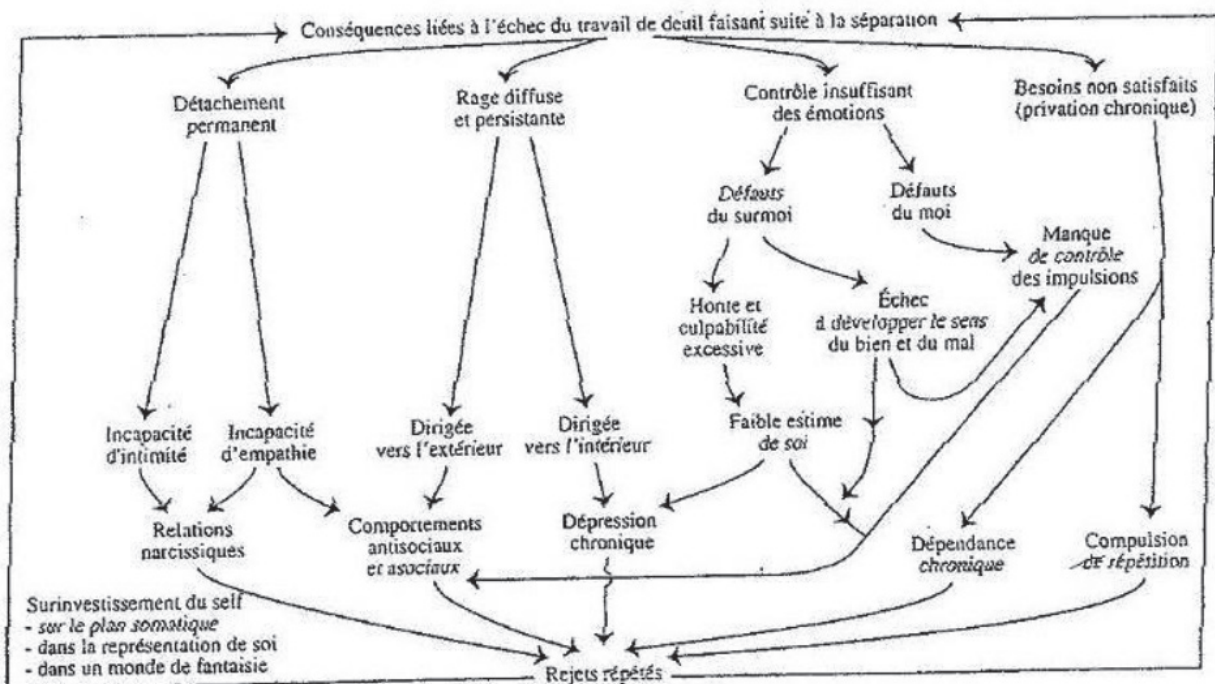 Conséquences liées à l'échec du travail de deuil faisant suite à la séparation
Détachement
permanent
Rage diffuse
et persistante
Contrôle insuffisant
des émotions
Besoins non satisfaits
(privation chronique)
Défauts
du surmoi
Défauts
du moi
Manque
de contrôle
des impulsions
Honte et
culpabilité
excessive
Échec
à développer le sens
du bien et du mal
Incapacité
d'intimité
Incapacité
d'empathie
Dirigée
vers l'extérieur
Dirigée
vers l'intérieur
Faible estime
de soi
Relations
narcissiques
Comportements
antisociaux
et asociaux
Dépression
chronique
Dépendance
chronique
Compulsion
de répétition
Surinvestissement du self
- sur le plan somatique
- dans la représentation de soi
- dans un monde de fantaisie
Rejets répétés